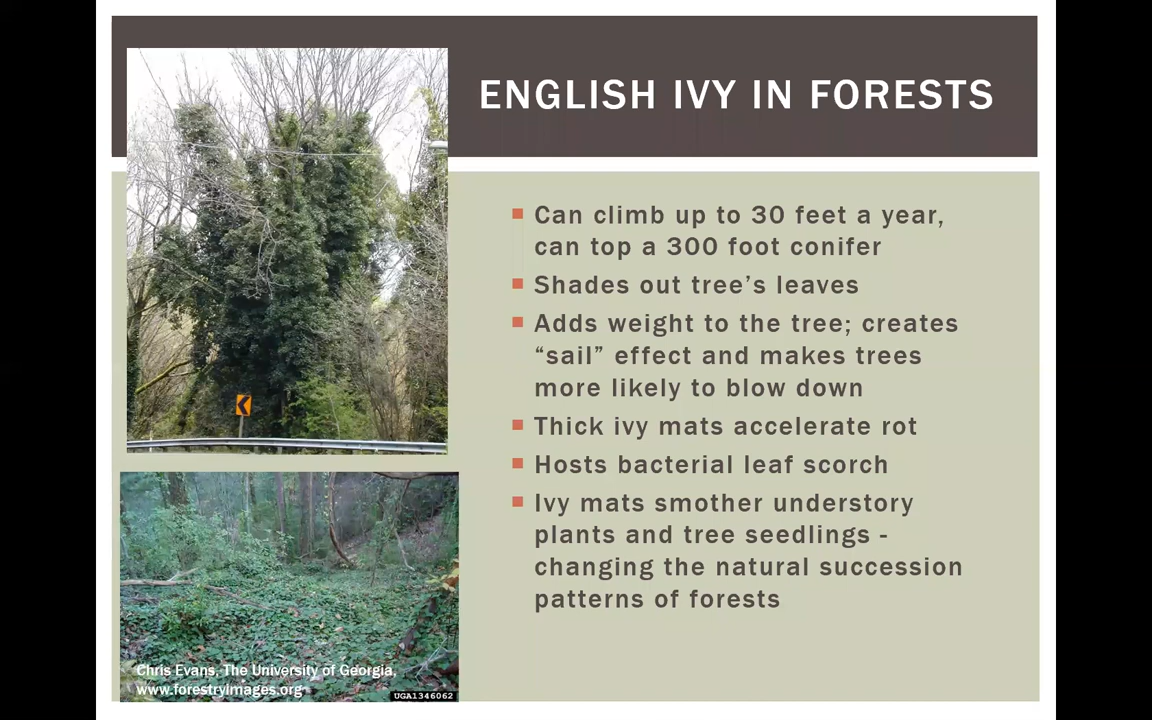 ENGLISH IVY IN FORESTS
■ Can climb up to 30 feet a year,
can top a 300 foot conifer
■ Shades out tree’s leaves
■ Adds weight to the tree; creates
“sail” effect and makes trees
more likely to blow down
■ Thick ivy mats accelerate rot
■ Hosts bacterial leaf scorch
■ Ivy mats smother understory
plants and tree seedlings -
changing the natural succession
patterns of forests
Chris Evans, The University of Georgia,
www.forestryimages.org
UGA1346062